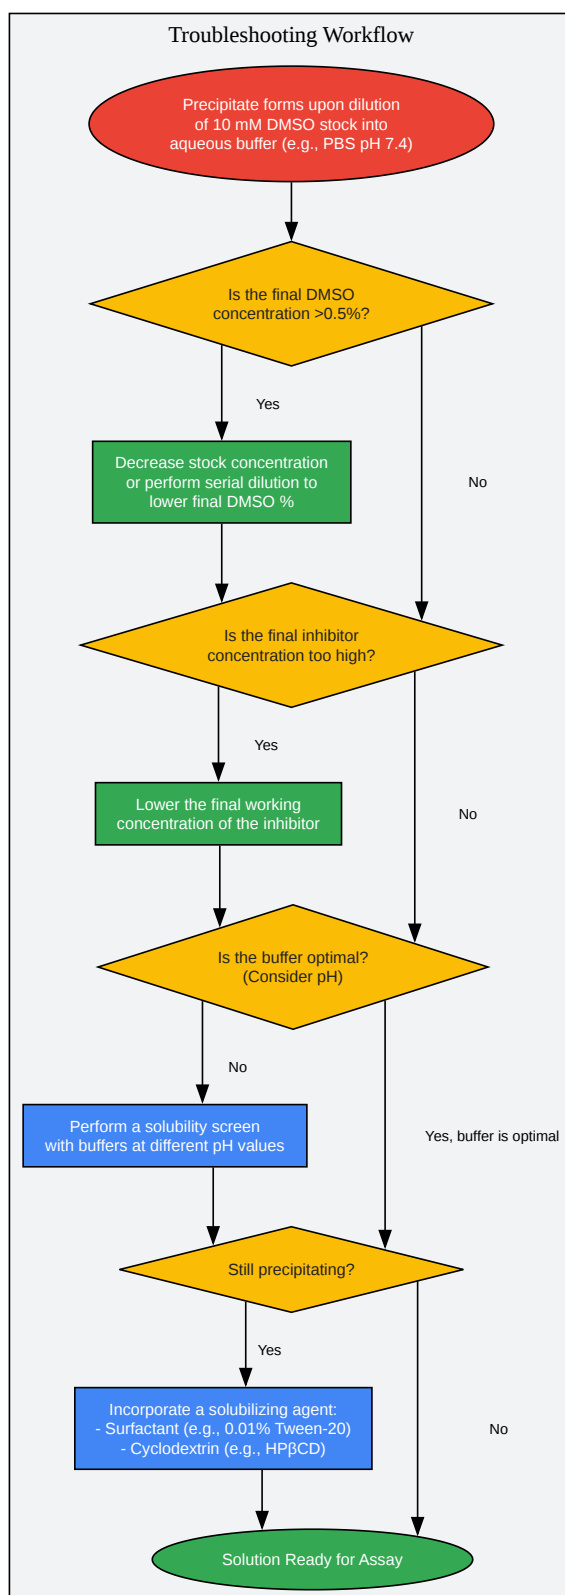 Troubleshooting Workflow
Precipitate forms upon dilution
of 10 mM DMSO stock into
aqueous buffer (e.g., PBS pH 7.4)
Is the final DMSO
concentration >0.5%?
Yes
No
Decrease stock concentration
or perform serial dilution to
lower final DMSO %
Is the final inhibitor
concentration too high?
Yes
No
Lower the final working
concentration of the inhibitor
Is the buffer optimal?
(Consider pH)
No
Yes, buffer is optimal
Perform a solubility screen
with buffers at different pH values
Still precipitating?
Yes
No
Incorporate a solubilizing agent:
- Surfactant (e.g., 0.01% Tween-20)
- Cyclodextrin (e.g., HPβCD)
Solution Ready for Assay